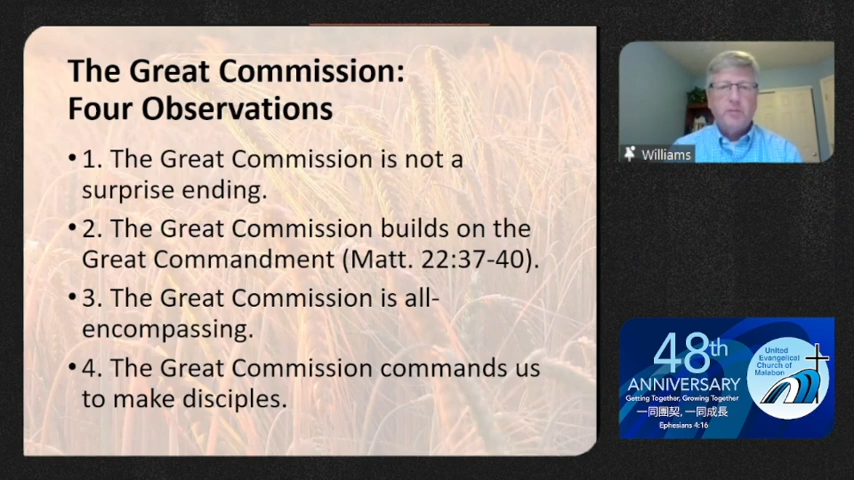 The Great Commission:
Four Observations
• 1. The Great Commission is not a
surprise ending.
• 2. The Great Commission builds on the
Great Commandment (Matt. 22:37-40).
• 3. The Great Commission is all-
encompassing.
• 4. The Great Commission commands us
to make disciples.
Williams
48th
ANNIVERSARY
Getting Together, Growing Together
一同團契, 一同成長
Ephesians 4:16
United
Evangelical
Church of
Malabon